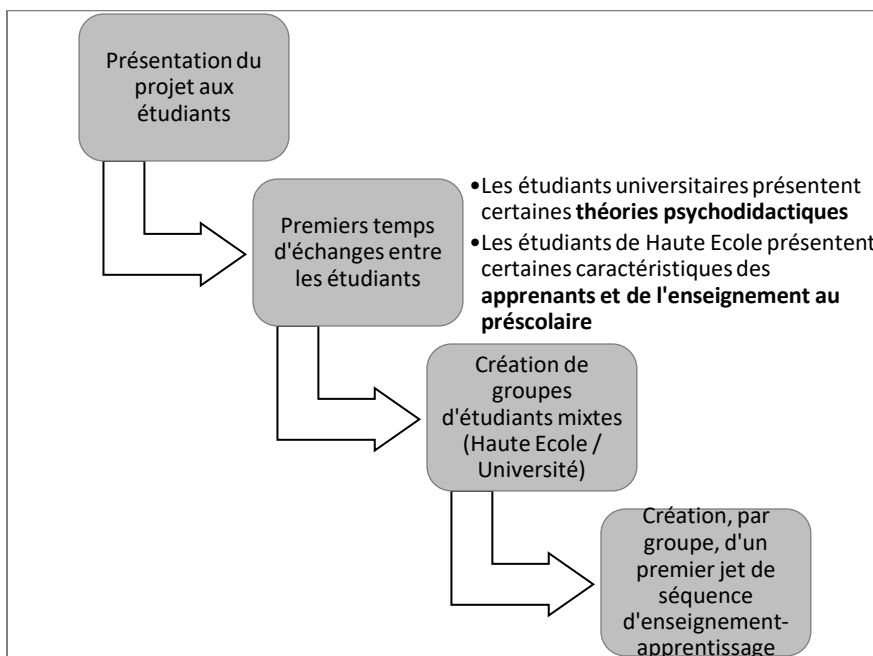 Présentation du
projet aux
étudiants
Premiers temps
d'échanges entre
les étudiants
•Les étudiants universitaires présentent
certaines théories psychodidactiques
•Les étudiants de Haute Ecole présentent
certaines caractéristiques des
apprenants et de l'enseignement au
préscolaire
Création de
groupes
d'étudiants mixtes
(Haute Ecole /
Université)
Création, par
groupe, d'un
premier jet de
séquence
d'enseignement-
apprentissage